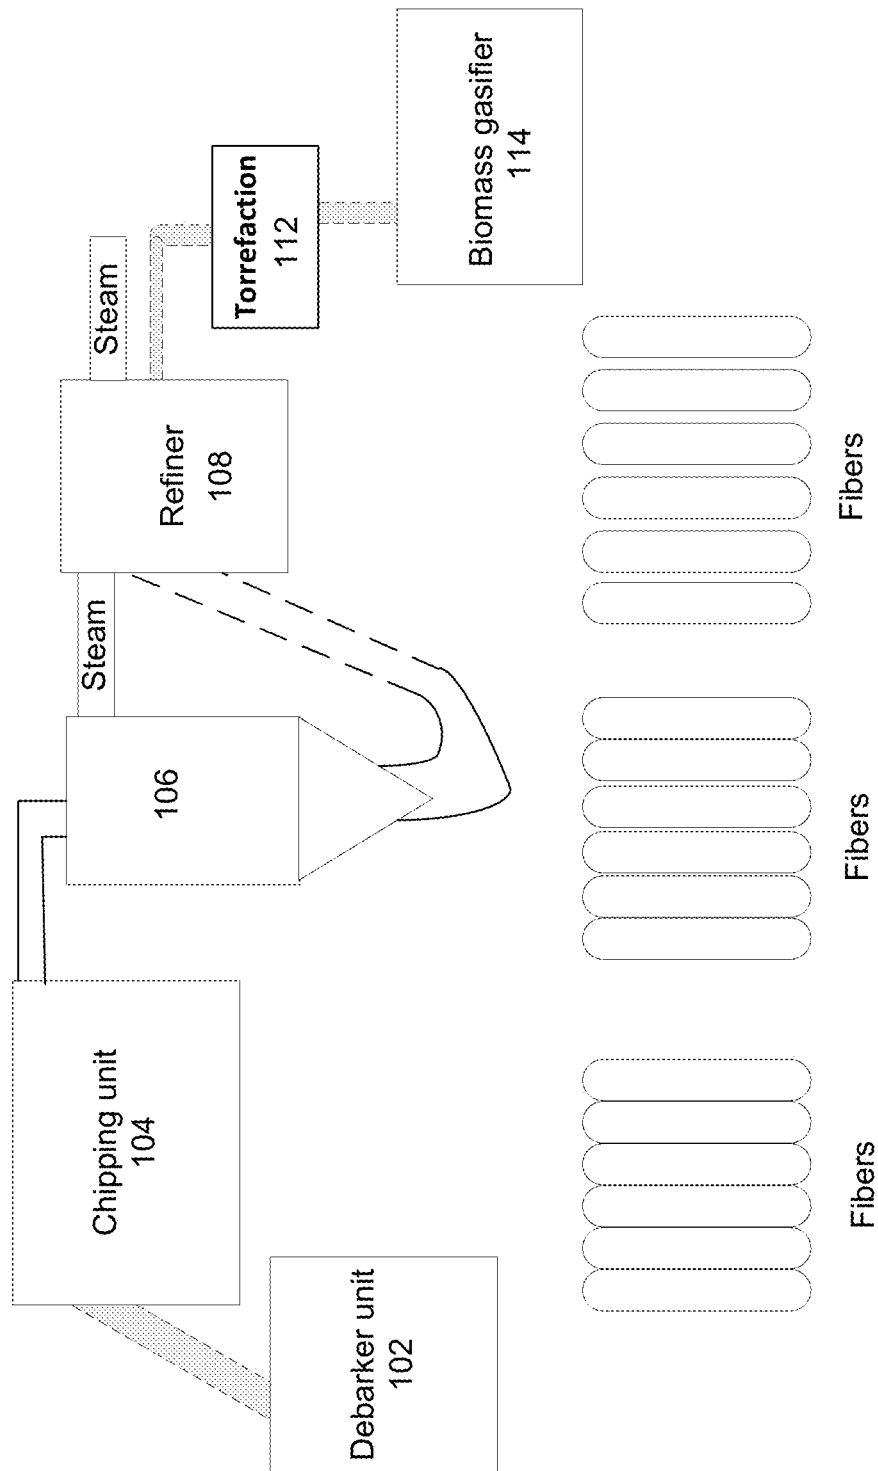 Debarker unit
102
Chipping unit
104
106
Steam
Refiner
108
Steam
Torrefaction
112
Biomass gasifier
114
Fibers
Fibers
Fibers